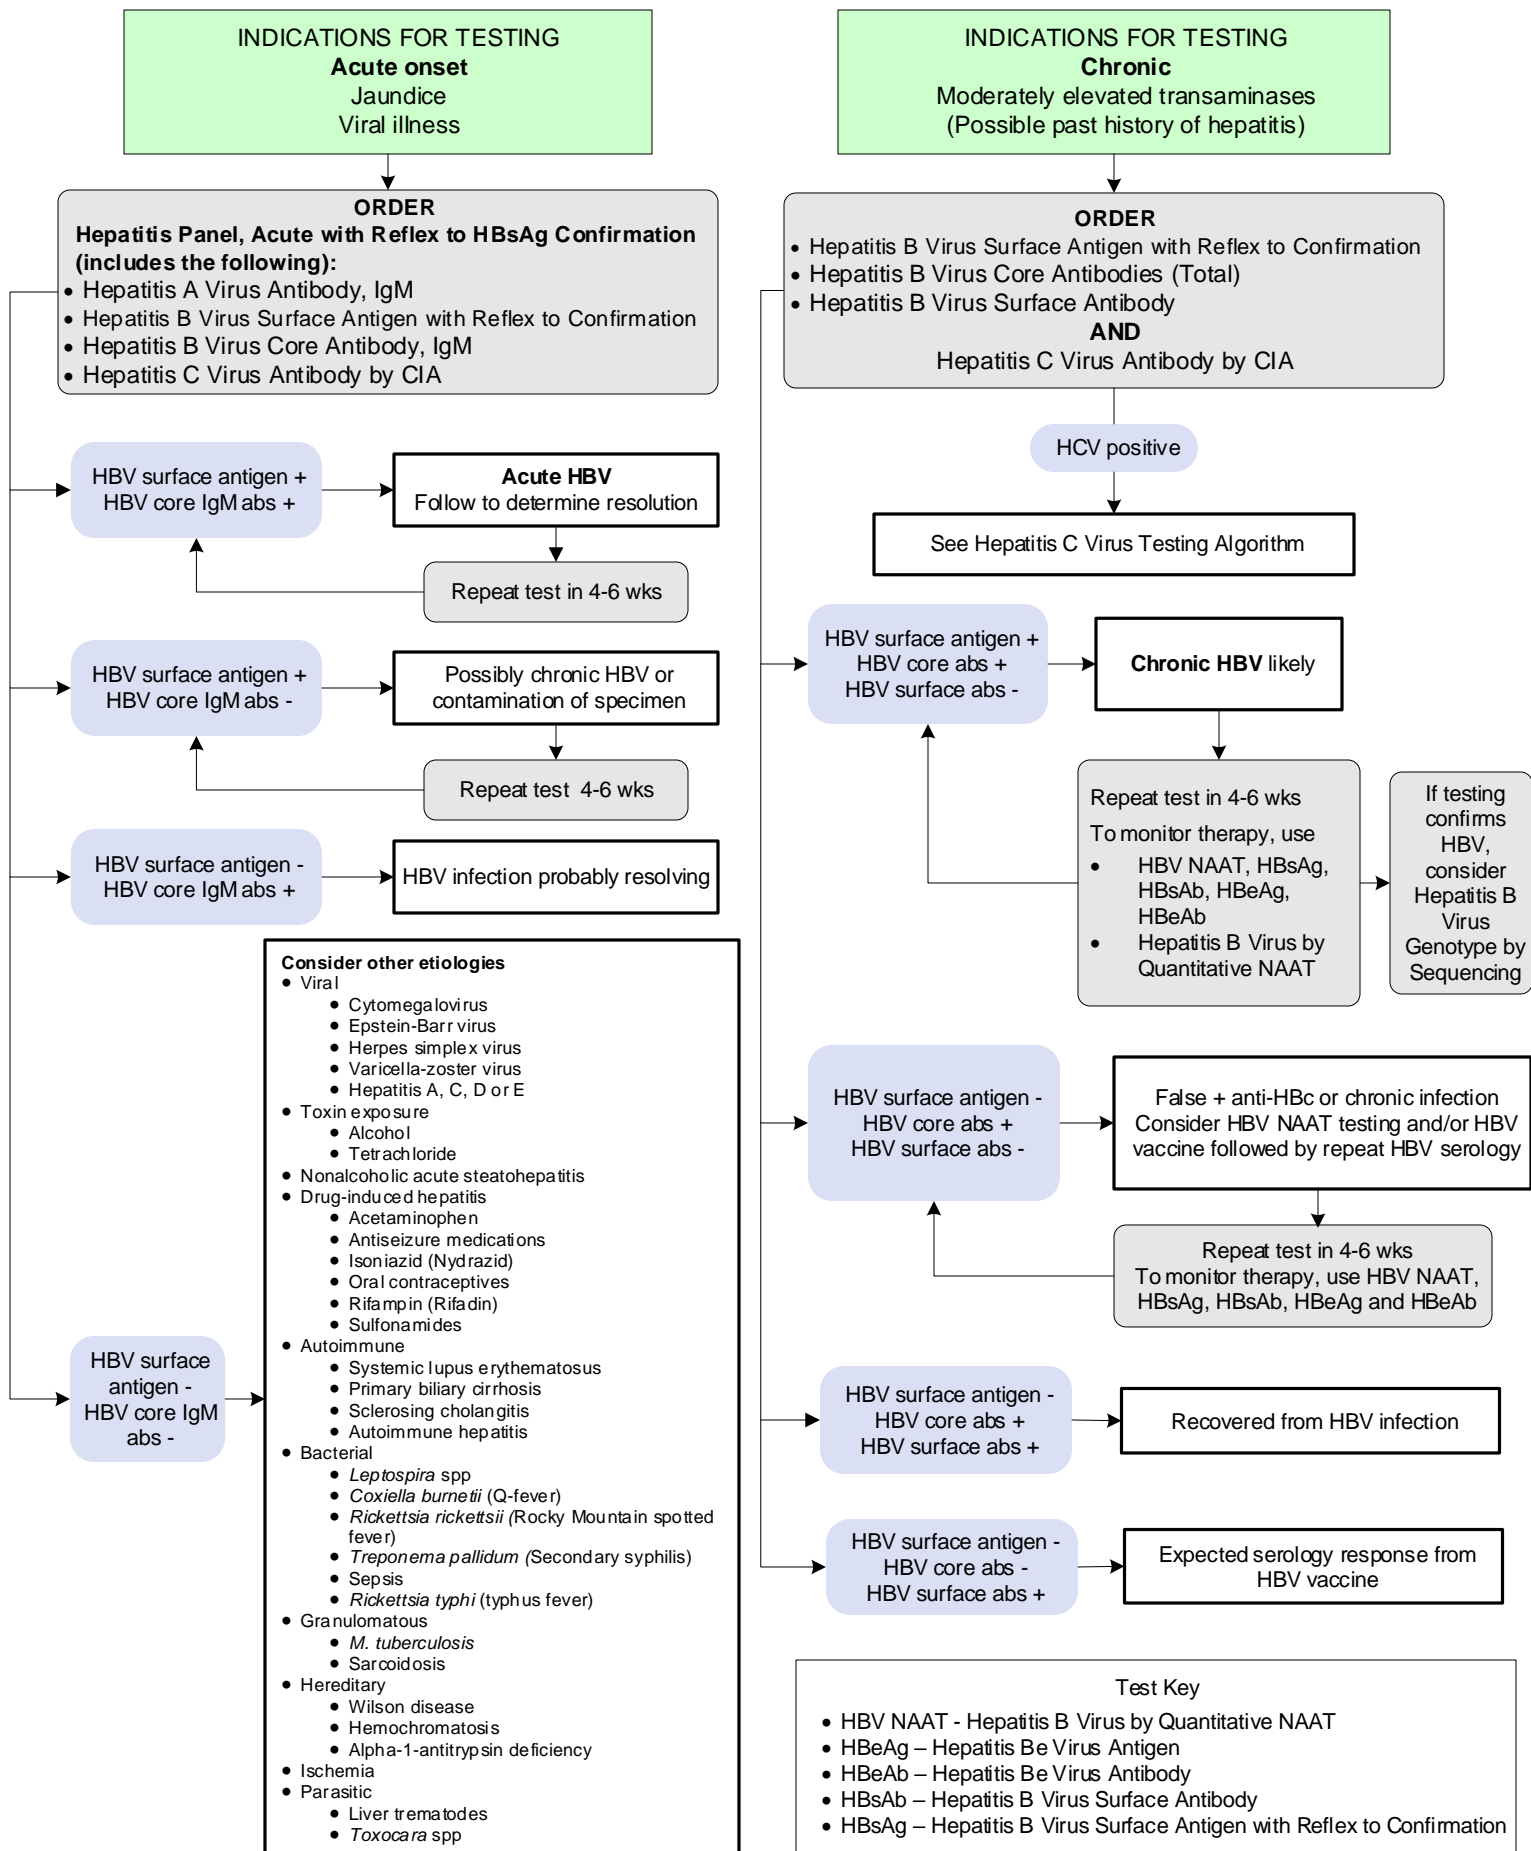 INDICATIONS FOR TESTING
Acute onset
Jaundice
Viral illness
ORDER
Hepatitis Panel, Acute with Reflex to HBsAg Confirmation
(includes the following):
• Hepatitis A Virus Antibody, IgM
• Hepatitis B Virus Surface Antigen with Reflex to Confirmation
• Hepatitis B Virus Core Antibody, IgM
• Hepatitis C Virus Antibody by CIA
HBV surface antigen +
HBV core IgM abs +
Acute HBV
Follow to determine resolution
Repeat test in 4-6 wks
HBV surface antigen +
HBV core IgM abs -
Possibly chronic HBV or
contamination of specimen
Repeat test 4-6 wks
HBV surface antigen -
HBV core IgM abs +
HBV infection probably resolving
HBV surface
antigen -
HBV core IgM
abs -
Consider other etiologies
• Viral
• Cytomegalovirus
• Epstein-Barr virus
• Herpes simplex virus
• Varicella-zoster virus
• Hepatitis A, C, D or E
• Toxin exposure
• Alcohol
• Tetrachloride
• Nonalcoholic acute steatohepatitis
• Drug-induced hepatitis
• Acetaminophen
• Antiseizure medications
• Isoniazid (Nydrazid)
• Oral contraceptives
• Rifampin (Rifadin)
• Sulfonamides
• Autoimmune
• Systemic lupus erythematosus
• Primary biliary cirrhosis
• Sclerosing cholangitis
• Autoimmune hepatitis
• Bacterial
• Leptospira spp
• Coxiella burnetii (Q-fever)
• Rickettsia rickettsii (Rocky Mountain spotted
fever)
• Treponema pallidum (Secondary syphilis)
• Sepsis
• Rickettsia typhi (typhus fever)
• Granulomatous
• M. tuberculosis
• Sarcoidosis
• Hereditary
• Wilson disease
• Hemochromatosis
• Alpha-1-antitrypsin deficiency
• Ischemia
• Parasitic
• Liver trematodes
• Toxocara spp
INDICATIONS FOR TESTING
Chronic
Moderately elevated transaminases
(Possible past history of hepatitis)
ORDER
• Hepatitis B Virus Surface Antigen with Reflex to Confirmation
• Hepatitis B Virus Core Antibodies (Total)
• Hepatitis B Virus Surface Antibody
AND
Hepatitis C Virus Antibody by CIA
HCV positive
See Hepatitis C Virus Testing Algorithm
HBV surface antigen +
HBV core abs +
HBV surface abs -
Chronic HBV likely
Repeat test in 4-6 wks
To monitor therapy, use
• HBV NAAT, HBsAg,
HBsAb, HBeAg,
HBeAb
• Hepatitis B Virus by
Quantitative NAAT
If testing
confirms
HBV,
consider
Hepatitis B
Virus
Genotype by
Sequencing
HBV surface antigen -
HBV core abs +
HBV surface abs -
False + anti-HBc or chronic infection
Consider HBV NAAT testing and/or HBV
vaccine followed by repeat HBV serology
Repeat test in 4-6 wks
To monitor therapy, use HBV NAAT,
HBsAg, HBsAb, HBeAg and HBeAb
HBV surface antigen -
HBV core abs +
HBV surface abs +
Recovered from HBV infection
HBV surface antigen -
HBV core abs -
HBV surface abs +
Expected serology response from
HBV vaccine
Test Key
• HBV NAAT - Hepatitis B Virus by Quantitative NAAT
• HBeAg – Hepatitis Be Virus Antigen
• HBeAb – Hepatitis Be Virus Antibody
• HBsAb – Hepatitis B Virus Surface Antibody
• HBsAg – Hepatitis B Virus Surface Antigen with Reflex to Confirmation